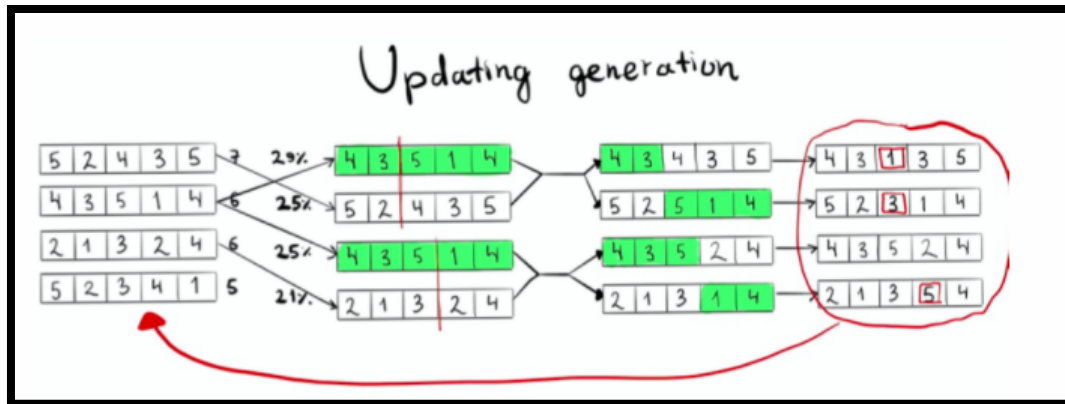 Updating generation
5 2 4 3 5 7 29% 4 3 5 1 4 4 3 4 3 5 4 3 1 3 5
4 3 5 1 4 6 25% 5 2 4 3 5 5 2 5 1 4 5 2 3 1 4
2 1 3 2 4 6 25% 4 3 5 1 4 4 3 5 2 4 4 3 5 2 4
5 2 3 4 1 5 21% 2 1 3 2 4 2 1 3 1 4 2 1 3 5 4